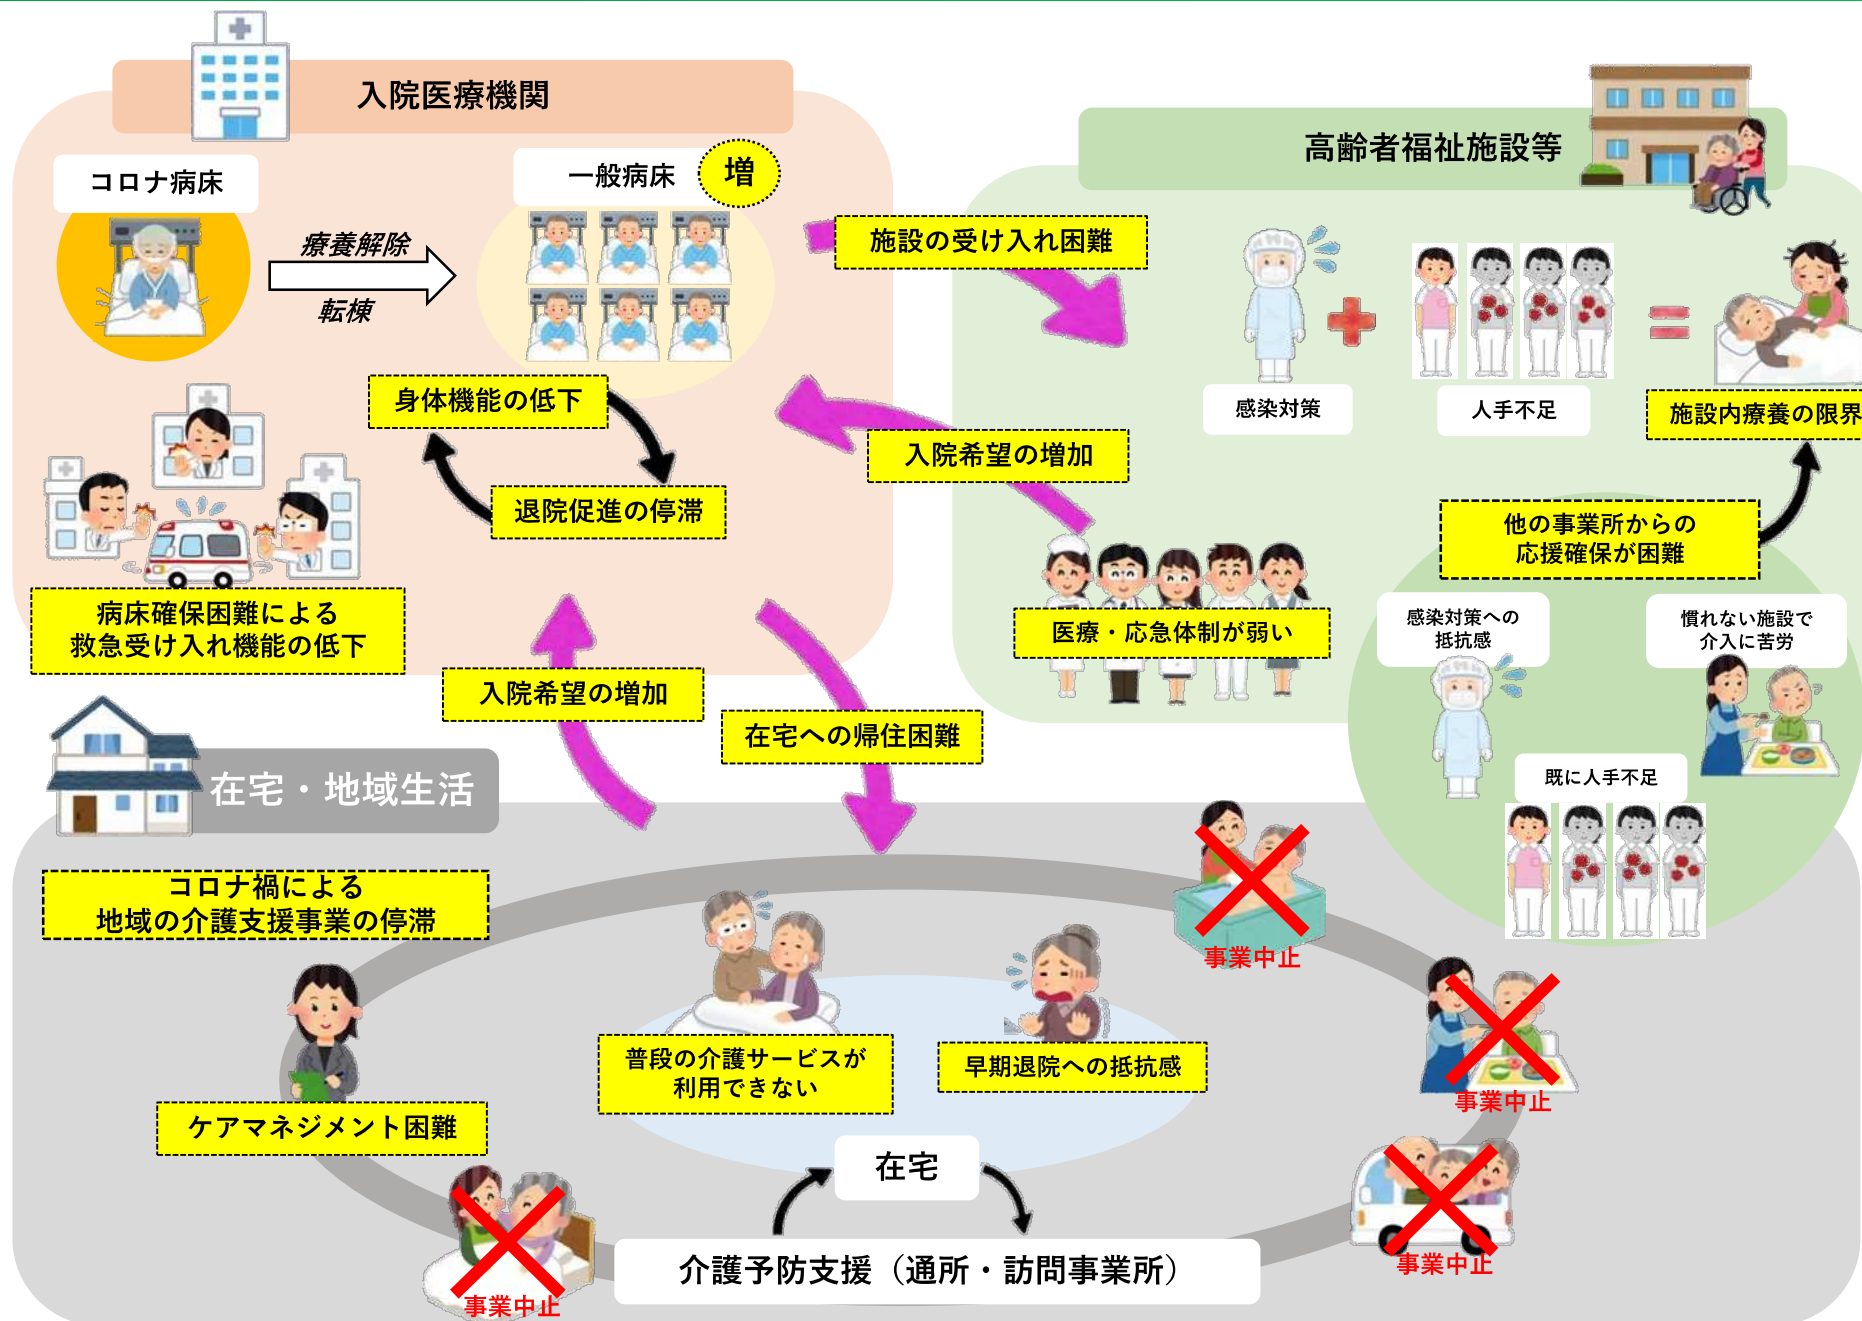 入院医療機関
コロナ病床
療養解除
転棟
一般病床
増
身体機能の低下
退院促進の停滞
病床確保困難による
救急受け入れ機能の低下
施設の受け入れ困難
入院希望の増加
高齢者福祉施設等
感染対策
人手不足
施設内療養の限界
他の事業所からの
応援確保が困難
医療・応急体制が弱い
感染対策への
抵抗感
慣れない施設で
介入に苦労
既に人手不足
入院希望の増加
在宅への帰住困難
在宅・地域生活
コロナ禍による
地域の介護支援事業の停滞
ケアマネジメント困難
普段の介護サービスが
利用できない
早期退院への抵抗感
事業中止
事業中止
事業中止
事業中止
在宅
介護予防支援（通所・訪問事業所）